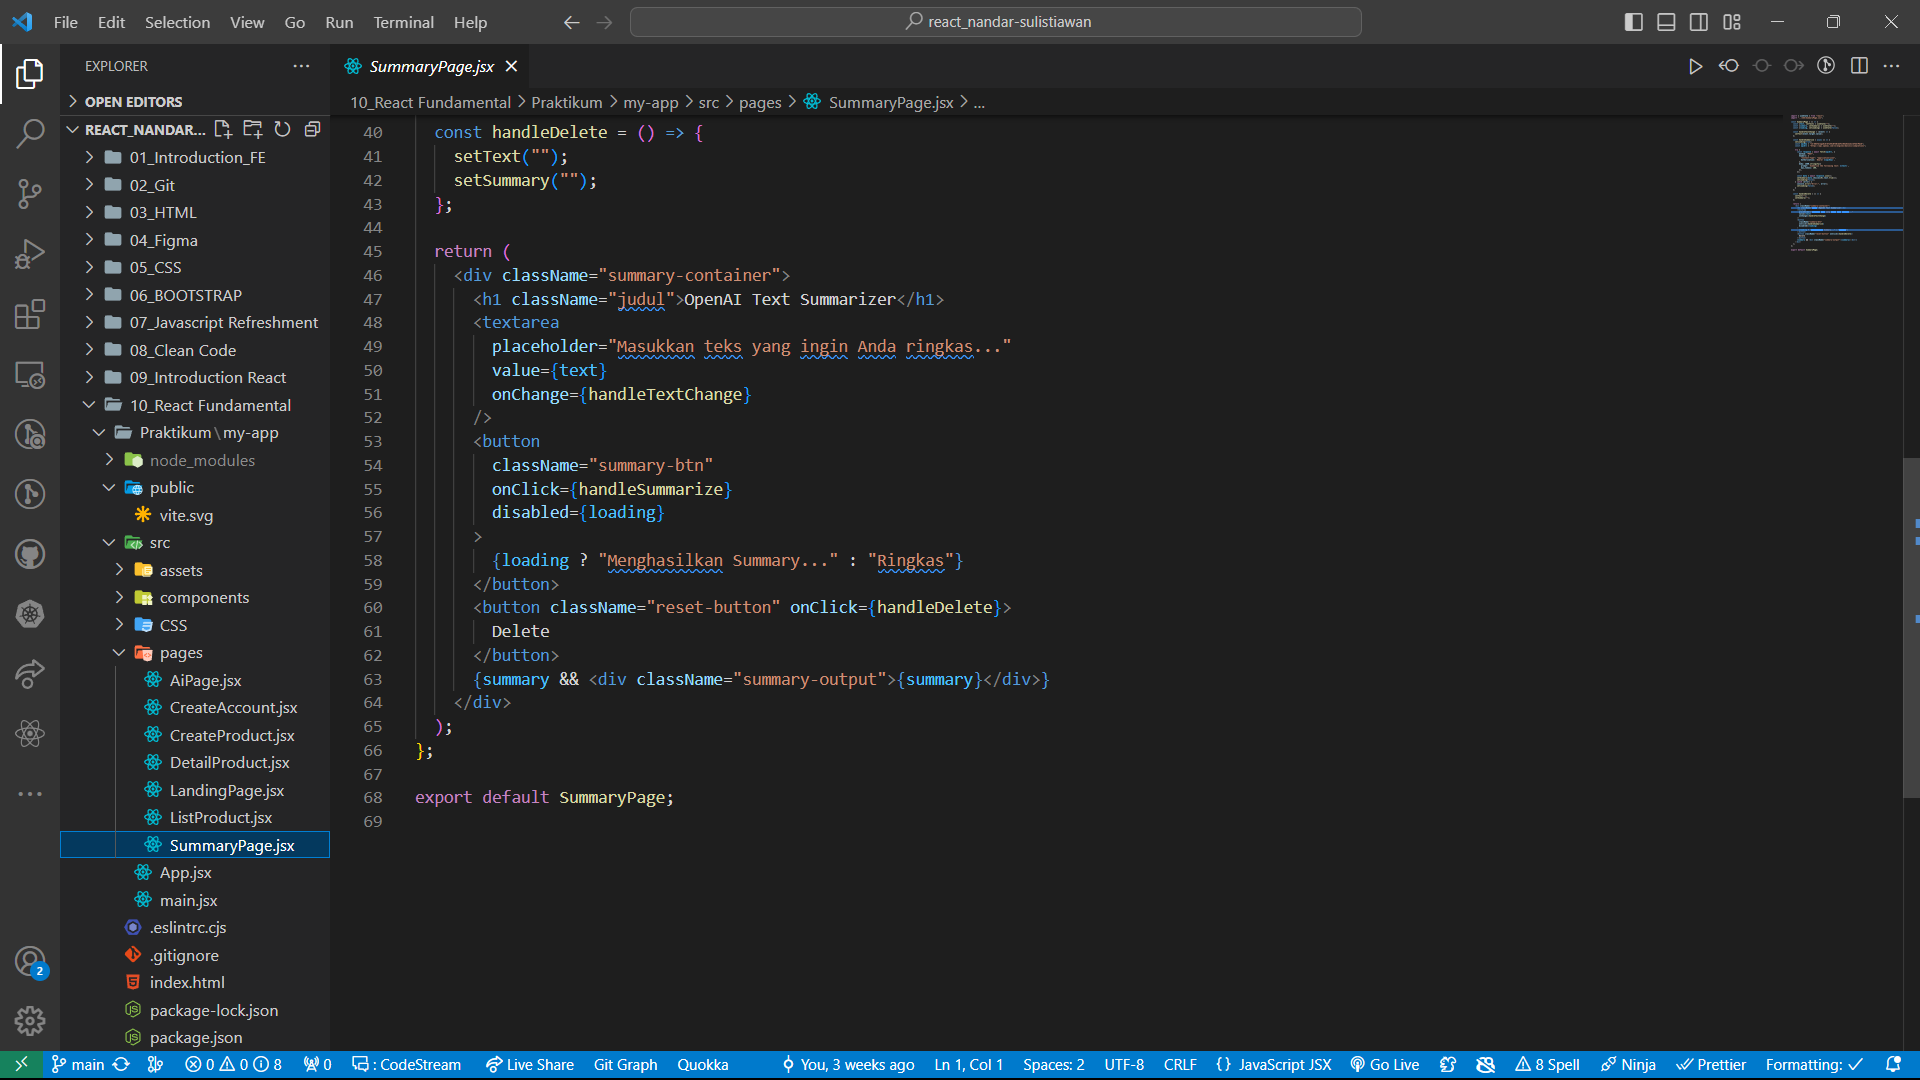 File Edit Selection View Go Run Terminal Help
react_nandar-sulistiawan
EXPLORER
OPEN EDITORS
REACT_NANDAR...
01_Introduction_FE
02_Git
03_HTML
04_Figma
05_CSS
06_BOOTSTRAP
07_Javascript Refreshment
08_Clean Code
09_Introduction React
10_React Fundamental
Praktikum\my-app
node_modules
public
vite.svg
src
assets
components
CSS
pages
AiPage.jsx
CreateAccount.jsx
CreateProduct.jsx
DetailProduct.jsx
LandingPage.jsx
ListProduct.jsx
SummaryPage.jsx
App.jsx
main.jsx
.eslintrc.cjs
.gitignore
index.html
package-lock.json
package.json
2
SummaryPage.jsx
10_React Fundamental > Praktikum > my-app > src > pages > SummaryPage.jsx > ...
40 const handleDelete = () => {
41 setText("");
42 setSummary("");
43 };
44
45 return (
46 <div className="summary-container">
47 <h1 className="judul">OpenAI Text Summarizer</h1>
48 <textarea
49 placeholder="Masukkan teks yang ingin Anda ringkas..."
50 value={text}
51 onChange={handleTextChange}
52 />
53 <button
54 className="summary-btn"
55 onClick={handleSummarize}
56 disabled={loading}
57 >
58 {loading ? "Menghasilkan Summary..." : "Ringkas"}
59 </button>
60 <button className="reset-button" onClick={handleDelete}>
61 Delete
62 </button>
63 {summary && <div className="summary-output">{summary}</div>}
64 </div>
65 );
66 };
67
68 export default SummaryPage;
69
main 0 0 8 0 : CodeStream Live Share Git Graph Quokka You, 3 weeks ago Ln 1, Col 1 Spaces: 2 UTF-8 CRLF {} JavaScript JSX Go Live 8 Spell Ninja Prettier Formatting: ✓